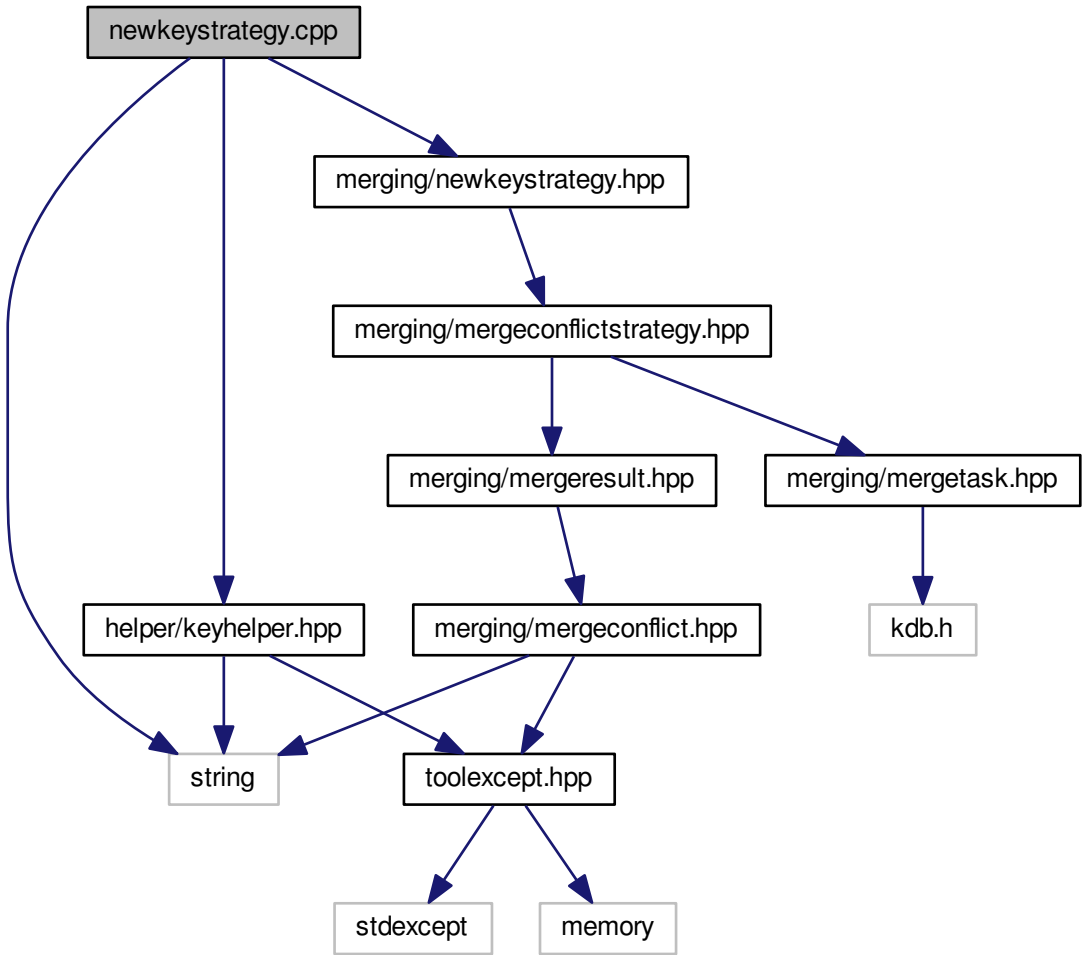 newkeystrategy.cpp
merging/newkeystrategy.hpp
merging/mergeconflictstrategy.hpp
merging/mergeresult.hpp
merging/mergetask.hpp
helper/keyhelper.hpp
merging/mergeconflict.hpp
kdb.h
string
toolexcept.hpp
stdexcept
memory